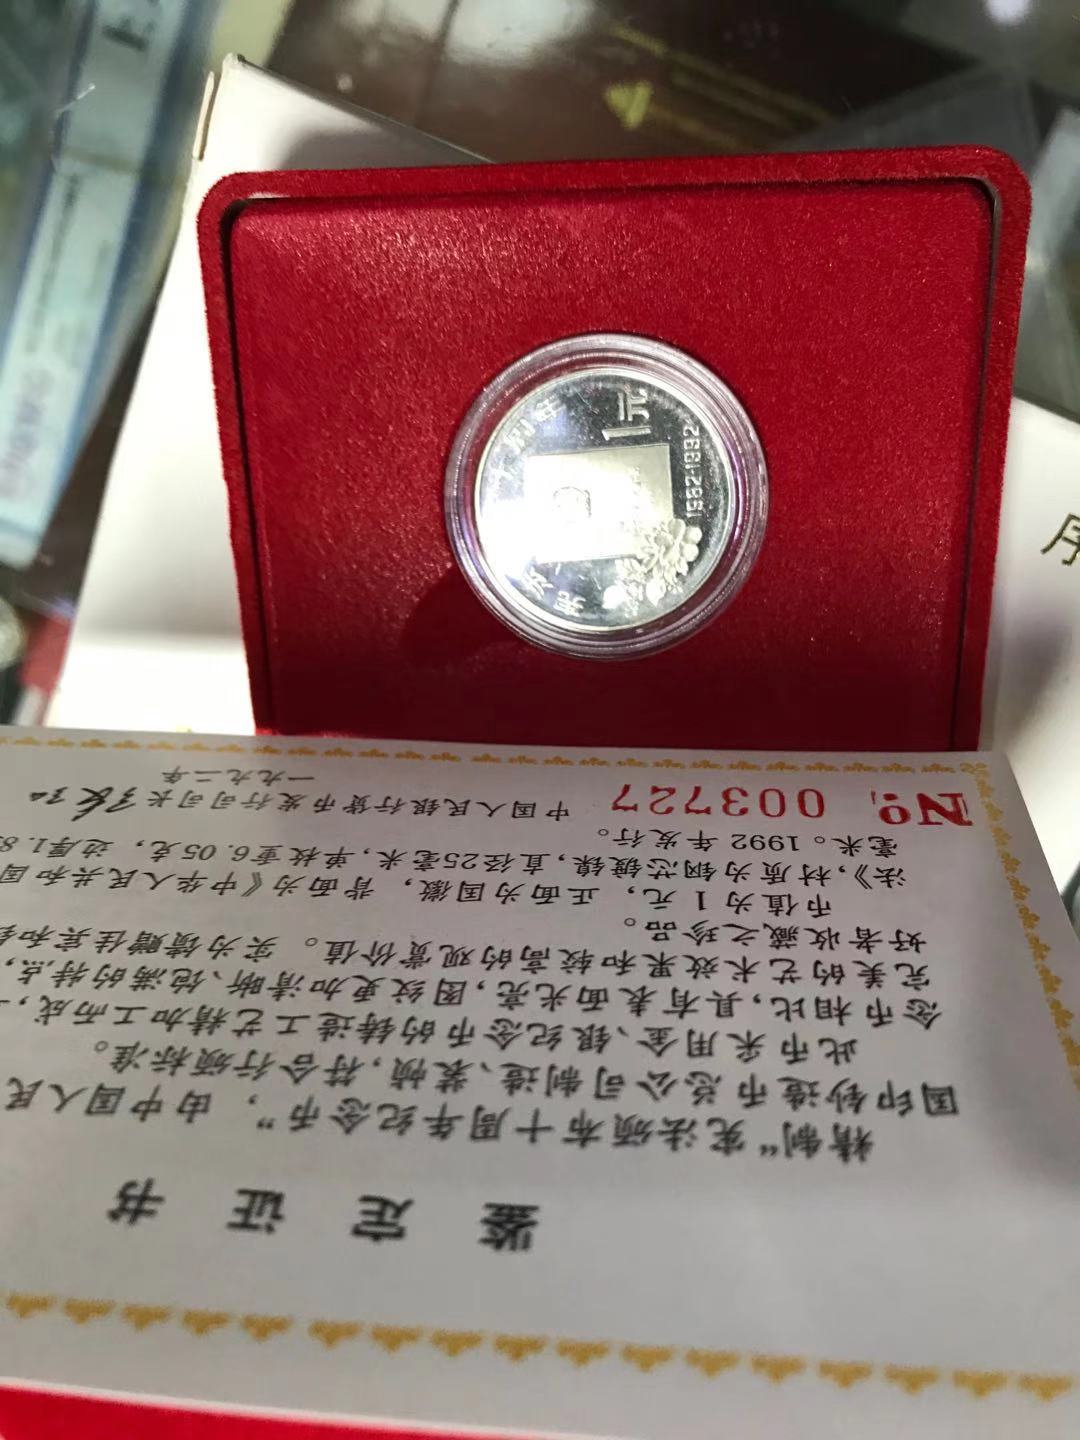 1元
1982-1992
序
鉴定证书
精制“宪法颁布十周年纪念币”，由中国人民
国印钞造币总公司制造、装帧，符合行颁标准。
此币采用金、银纪念币的铸造工艺精加工而成，
念币相比，具有表面光亮，图纹更加清晰、饱满的特点，
完美的艺术效果和较高的观赏价值。实为馈赠佳宾和
好者收藏之珍品。
币值为1元，正面为国徽，背面为《中华人民共和国
法》，材质为钢芯镀镍，直径25毫米，单枚重6.05克，边厚1.8
毫米。1992年发行。
中国人民银行货币发行司司长
№ 003727
一九九二年